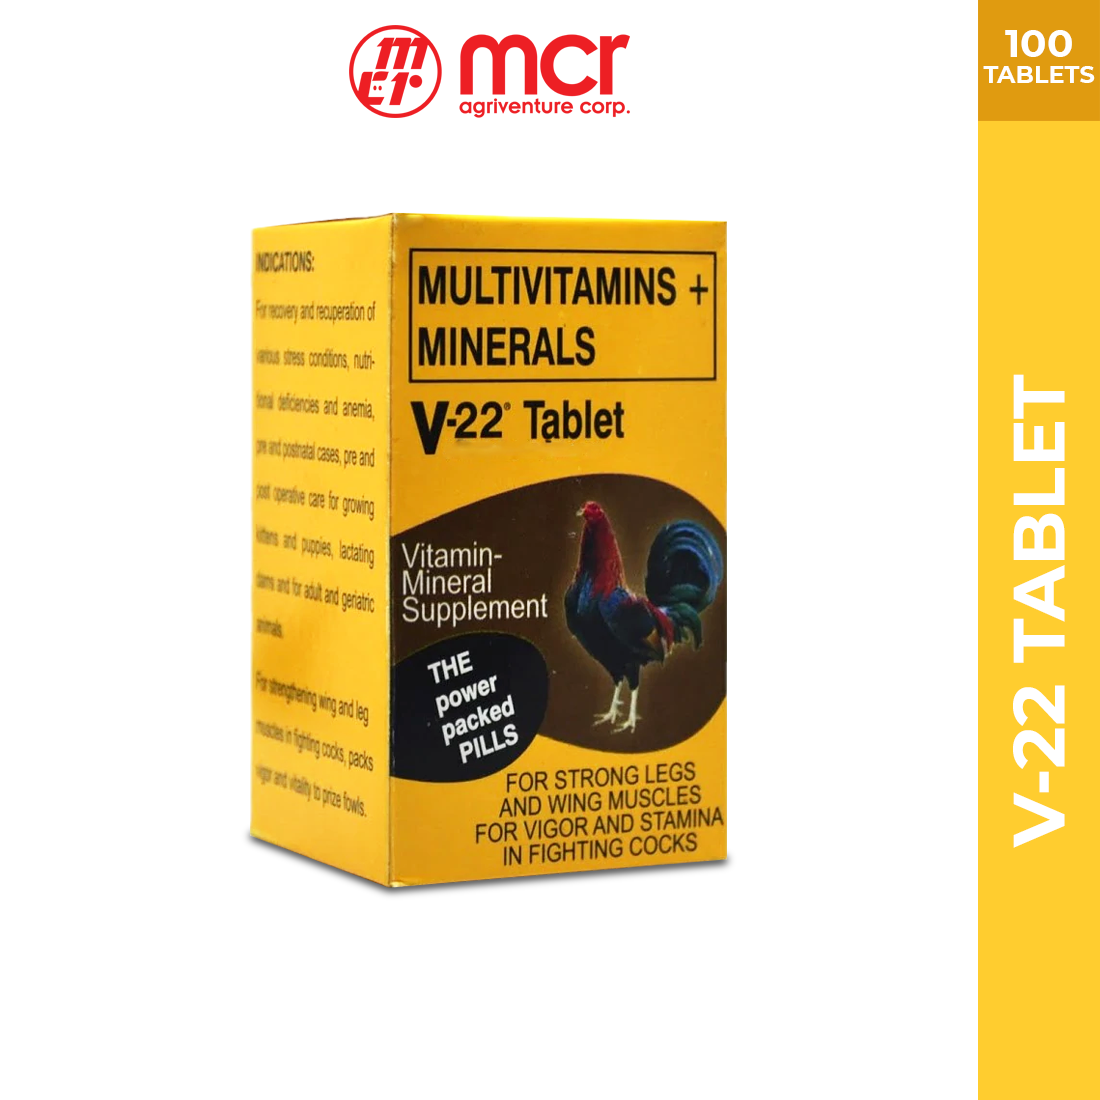 mcr
mcr
agriventure corp.
100
TABLETS
INDICATIONS:
For recovery and recuperation of
various stress conditions, nutri-
tional deficiencies and anemia,
pre and postnatal cases, pre and
post operative care for growing
kittens and puppies, lactating
dams and for adult and geriatric
animals.
For strengthening wing and leg
muscles in fighting cocks, packs
vigor and vitality to prize fowls.
MULTIVITAMINS +
MINERALS
V-22® Tablet
Vitamin-
Mineral
Supplement
THE
power
packed
PILLS
FOR STRONG LEGS
AND WING MUSCLES
FOR VIGOR AND STAMINA
IN FIGHTING COCKS
V-22 TABLET